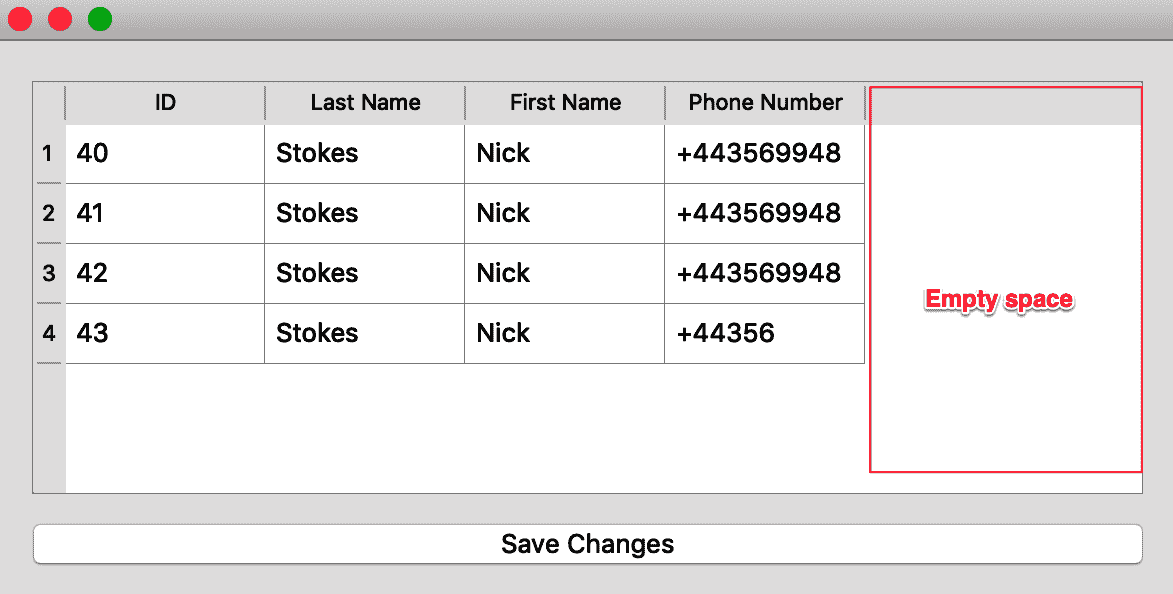 ID Last Name First Name Phone Number
1 40 Stokes Nick +443569948
2 41 Stokes Nick +443569948
3 42 Stokes Nick +443569948
4 43 Stokes Nick +44356
Empty space
Save Changes